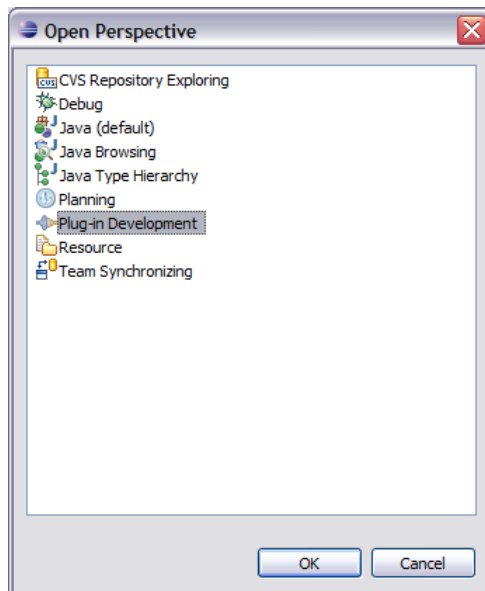 Open Perspective
CVS Repository Exploring
Debug
Java (default)
Java Browsing
Java Type Hierarchy
Planning
Plug-in Development
Resource
Team Synchronizing
OK
Cancel